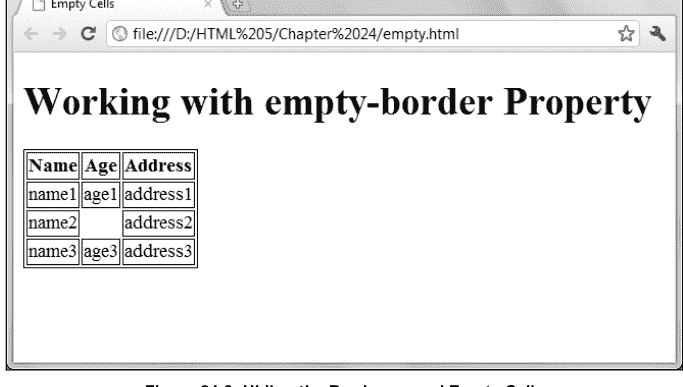 Empty Cells
file:///D:/HTML%205/Chapter%2024/empty.html
Working with empty-border Property
Name Age Address
name1 age1 address1
name2 address2
name3 age3 address3